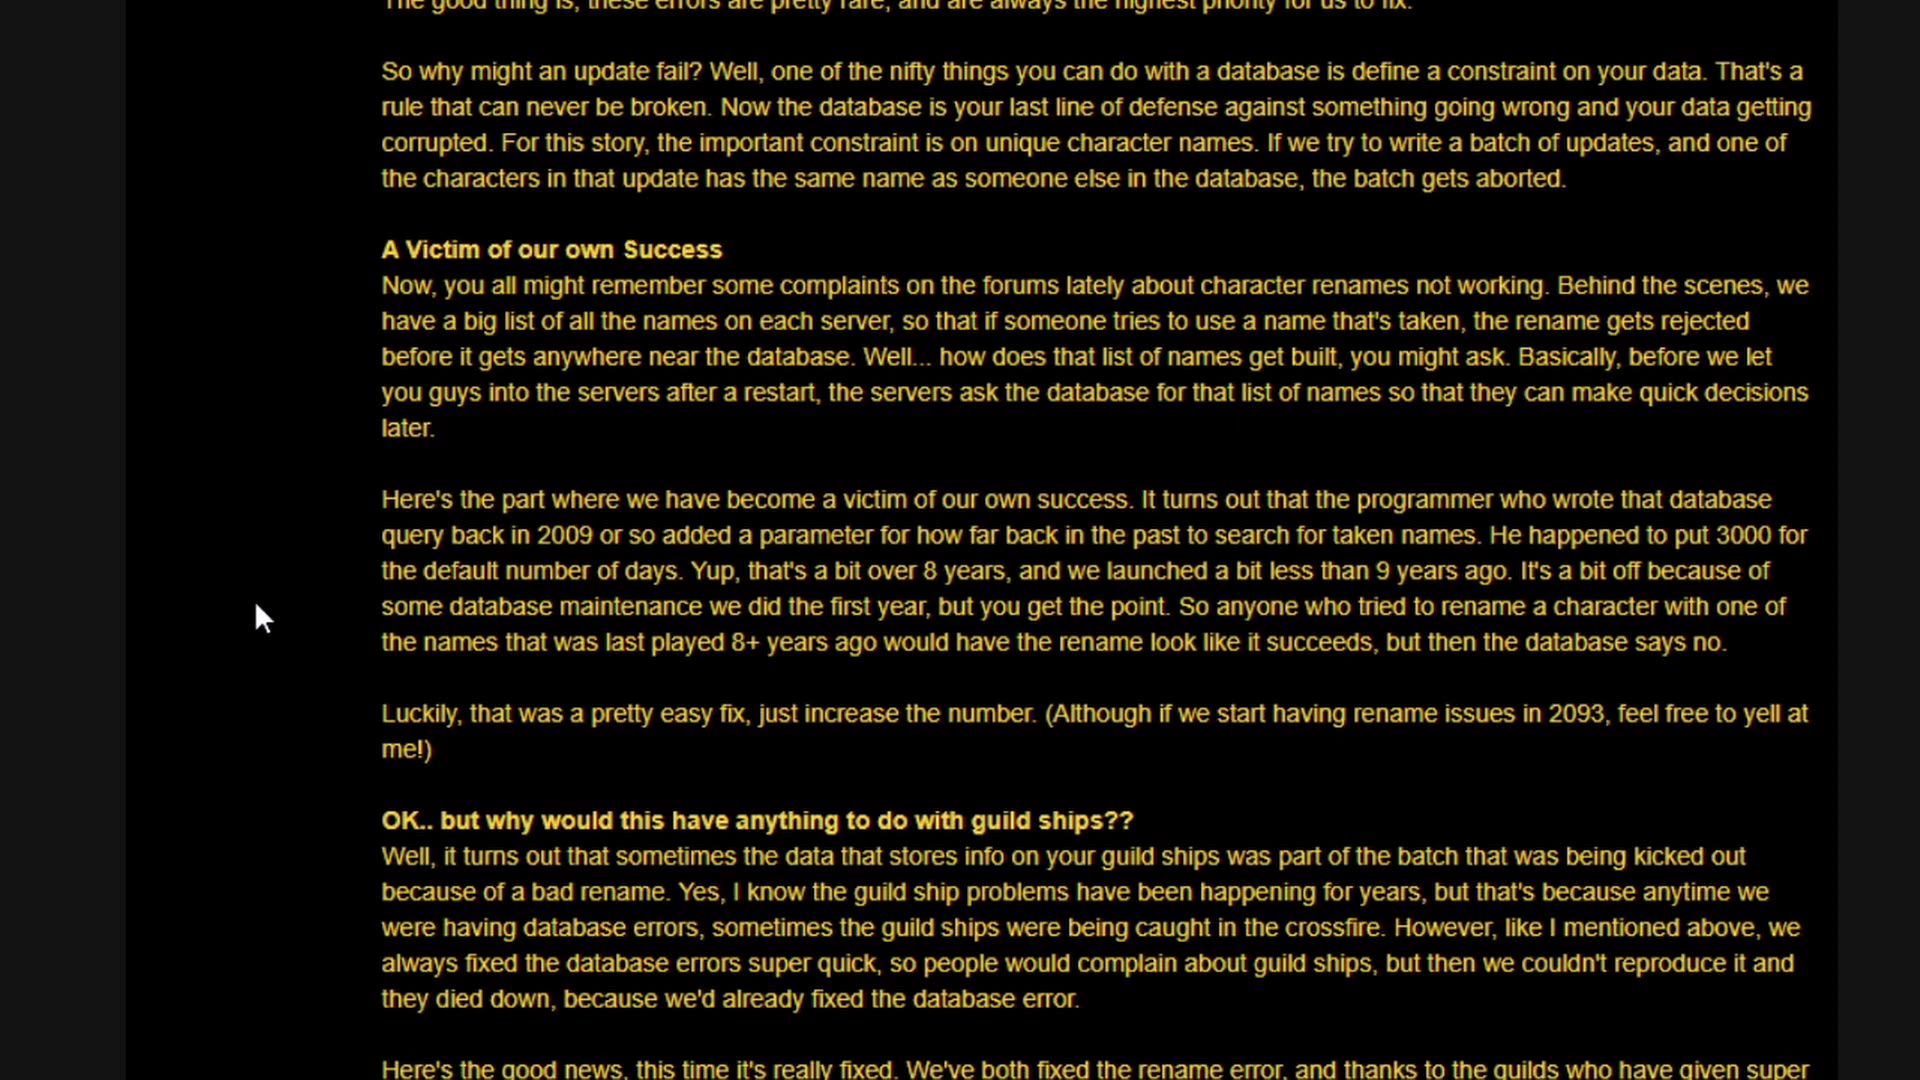 The good thing is, these errors are pretty rare, and are always the highest priority for us to fix.
So why might an update fail? Well, one of the nifty things you can do with a database is define a constraint on your data. That's a
rule that can never be broken. Now the database is your last line of defense against something going wrong and your data getting
corrupted. For this story, the important constraint is on unique character names. If we try to write a batch of updates, and one of
the characters in that update has the same name as someone else in the database, the batch gets aborted.
A Victim of our own Success
Now, you all might remember some complaints on the forums lately about character renames not working. Behind the scenes, we
have a big list of all the names on each server, so that if someone tries to use a name that's taken, the rename gets rejected
before it gets anywhere near the database. Well... how does that list of names get built, you might ask. Basically, before we let
you guys into the servers after a restart, the servers ask the database for that list of names so that they can make quick decisions
later.
Here's the part where we have become a victim of our own success. It turns out that the programmer who wrote that database
query back in 2009 or so added a parameter for how far back in the past to search for taken names. He happened to put 3000 for
the default number of days. Yup, that's a bit over 8 years, and we launched a bit less than 9 years ago. It's a bit off because of
some database maintenance we did the first year, but you get the point. So anyone who tried to rename a character with one of
the names that was last played 8+ years ago would have the rename look like it succeeds, but then the database says no.
Luckily, that was a pretty easy fix, just increase the number. (Although if we start having rename issues in 2093, feel free to yell at
me!)
OK.. but why would this have anything to do with guild ships??
Well, it turns out that sometimes the data that stores info on your guild ships was part of the batch that was being kicked out
because of a bad rename. Yes, I know the guild ship problems have been happening for years, but that's because anytime we
were having database errors, sometimes the guild ships were being caught in the crossfire. However, like I mentioned above, we
always fixed the database errors super quick, so people would complain about guild ships, but then we couldn't reproduce it and
they died down, because we'd already fixed the database error.
Here's the good news, this time it's really fixed. We've both fixed the rename error, and thanks to the guilds who have given super